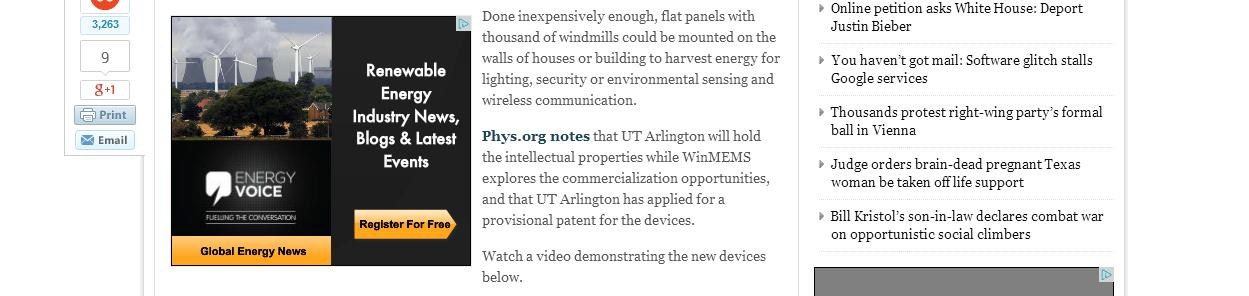 3,263
9
g+1
Print
Email
Renewable
Energy
Industry News,
Blogs & Latest
Events
ENERGY
VOICE
FUELLING THE CONVERSATION
Register For Free
Global Energy News
Done inexpensively enough, flat panels with
thousand of windmills could be mounted on the
walls of houses or building to harvest energy for
lighting, security or environmental sensing and
wireless communication.
Phys.org notes that UT Arlington will hold
the intellectual properties while WinMEMS
explores the commercialization opportunities,
and that UT Arlington has applied for a
provisional patent for the devices.
Watch a video demonstrating the new devices
below.
Online petition asks White House: Deport
Justin Bieber
You haven't got mail: Software glitch stalls
Google services
Thousands protest right-wing party's formal
ball in Vienna
Judge orders brain-dead pregnant Texas
woman be taken off life support
Bill Kristol's son-in-law declares combat war
on opportunistic social climbers